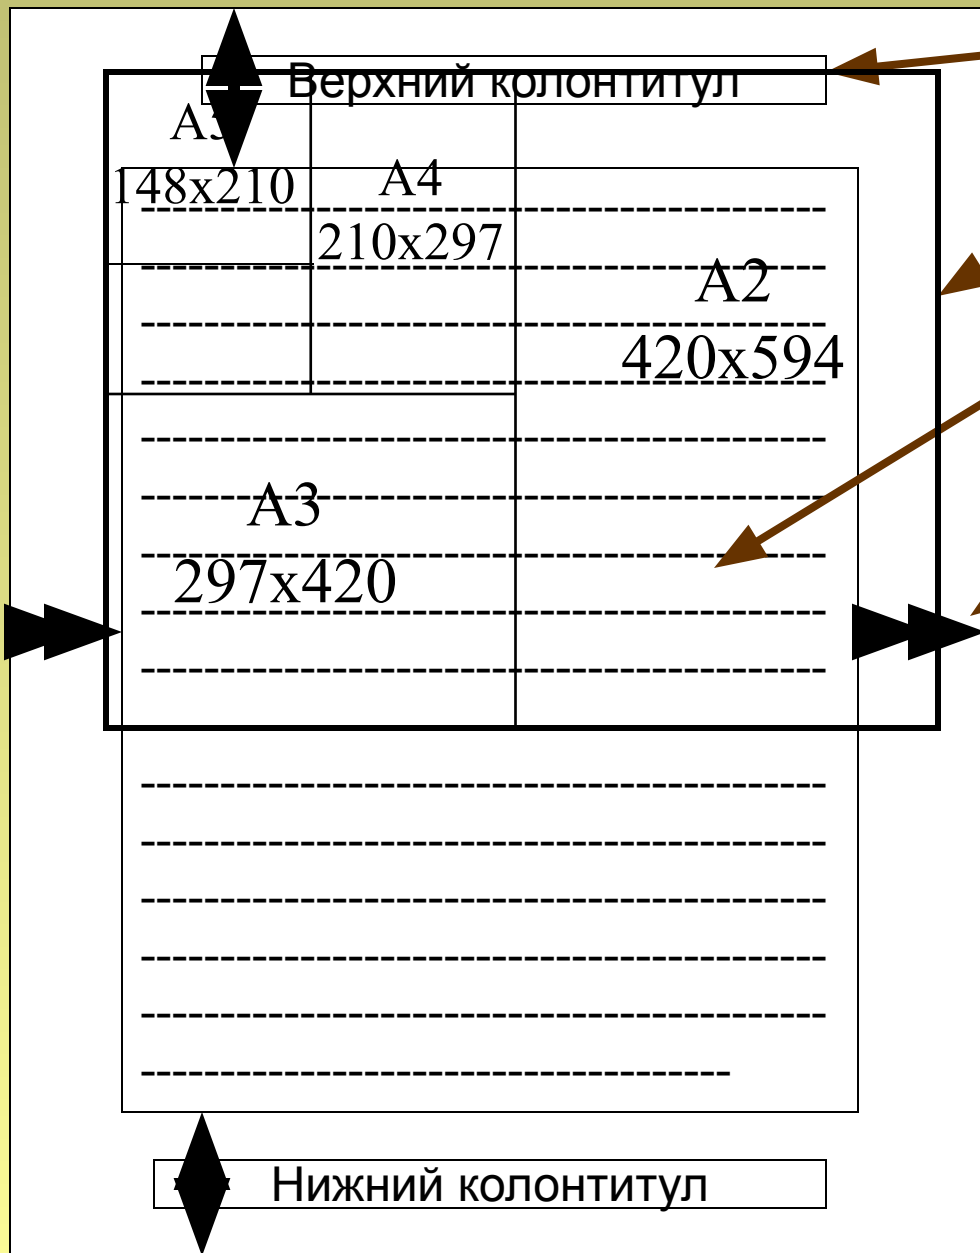 Верхний колонтитул
A5
148x210
A4
210x297
A2
420x594
A3
297x420
Нижний колонтитул